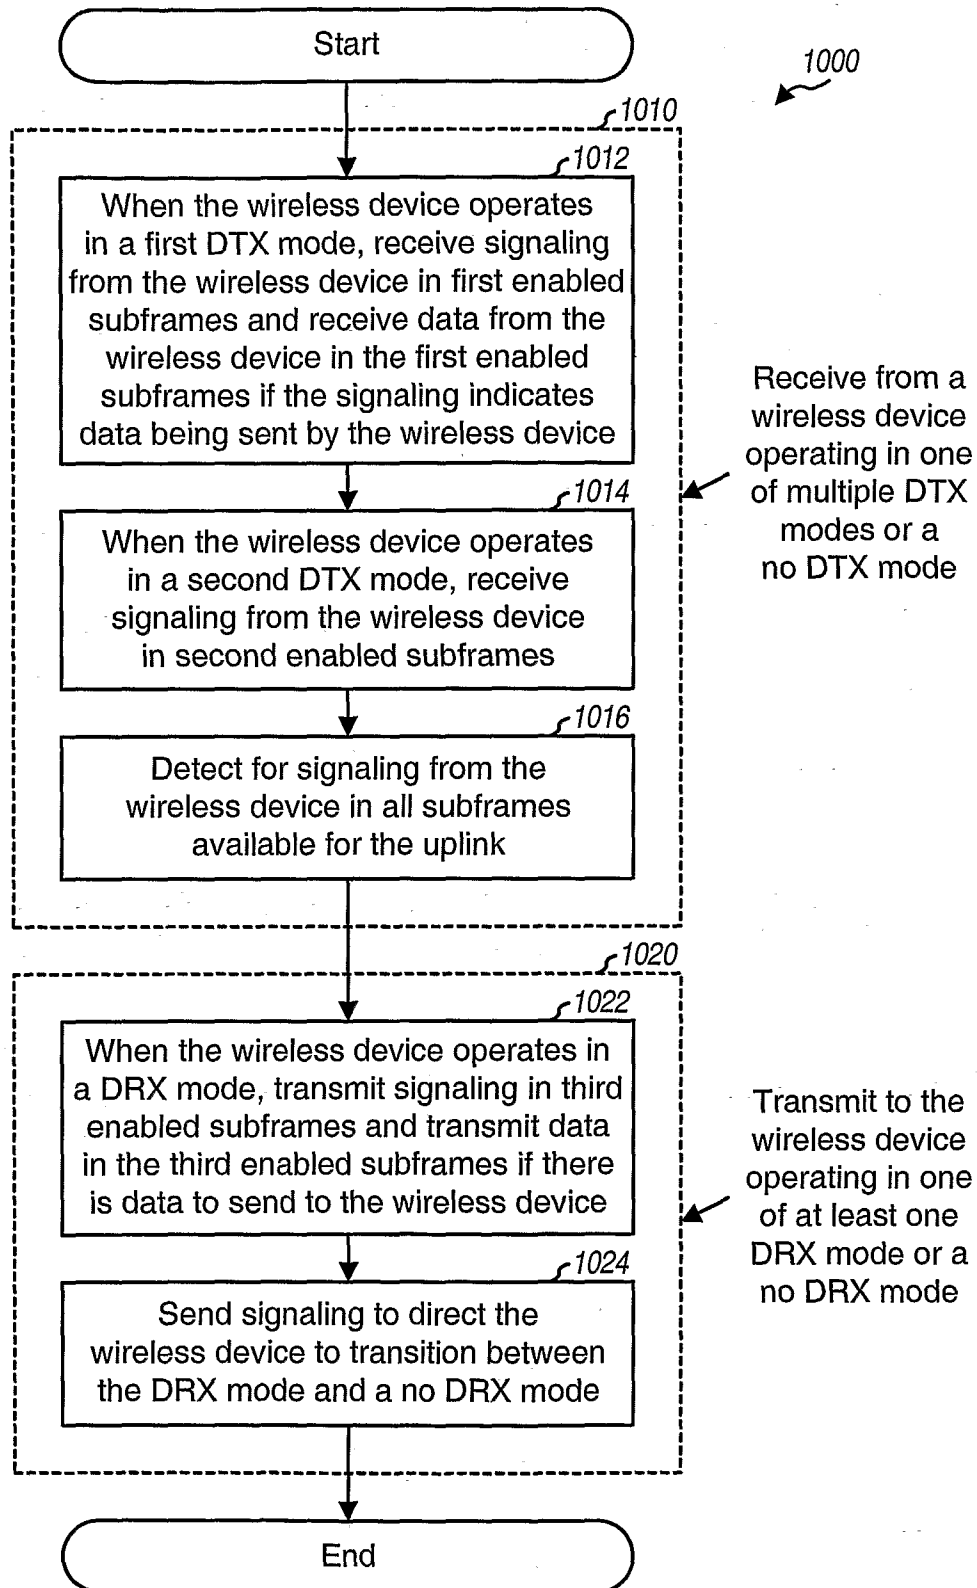 Start
1000
1010
1012
When the wireless device operates
in a first DTX mode, receive signaling
from the wireless device in first enabled
subframes and receive data from the
wireless device in the first enabled
subframes if the signaling indicates
data being sent by the wireless device
Receive from a
wireless device
operating in one
of multiple DTX
modes or a
no DTX mode
1014
When the wireless device operates
in a second DTX mode, receive
signaling from the wireless device
in second enabled subframes
1016
Detect for signaling from the
wireless device in all subframes
available for the uplink
1020
1022
When the wireless device operates in
a DRX mode, transmit signaling in third
enabled subframes and transmit data
in the third enabled subframes if there
is data to send to the wireless device
Transmit to the
wireless device
operating in one
of at least one
DRX mode or a
no DRX mode
1024
Send signaling to direct the
wireless device to transition between
the DRX mode and a no DRX mode
End